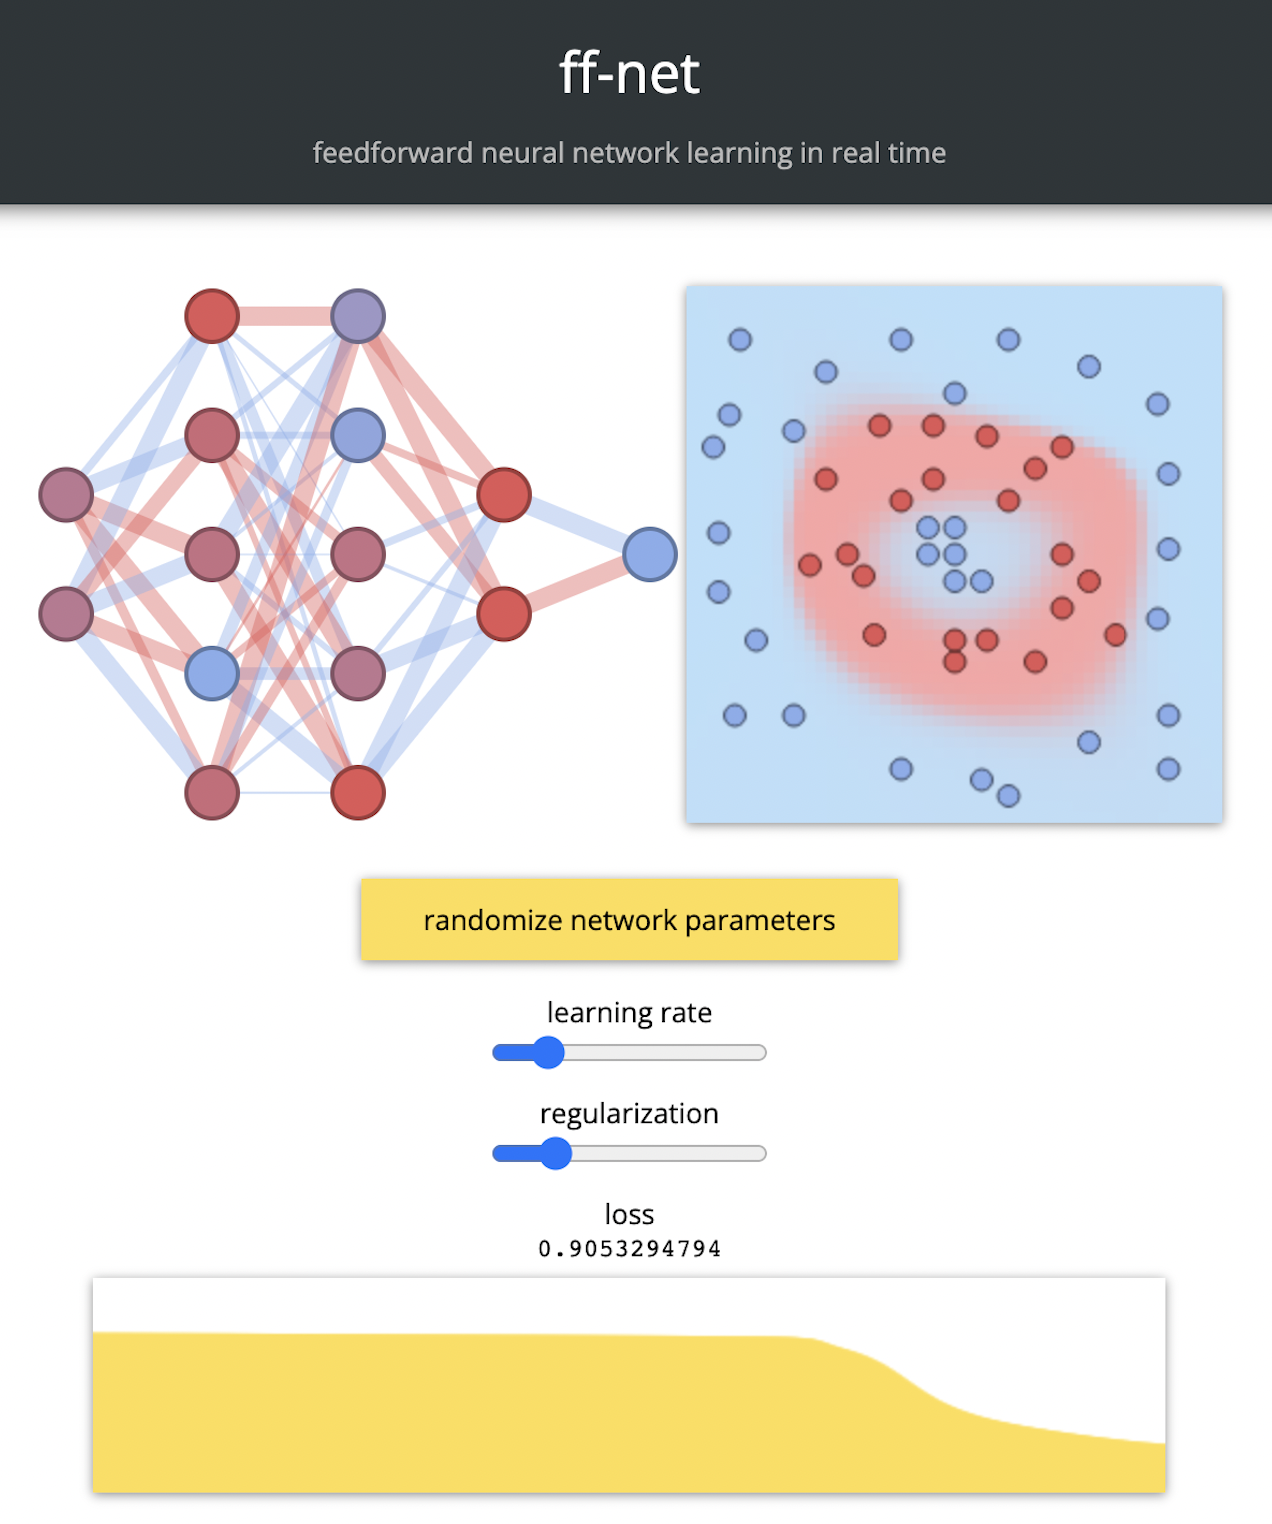 ff-net
feedforward neural network learning in real time
randomize network parameters
learning rate
regularization
loss
0.9053294794